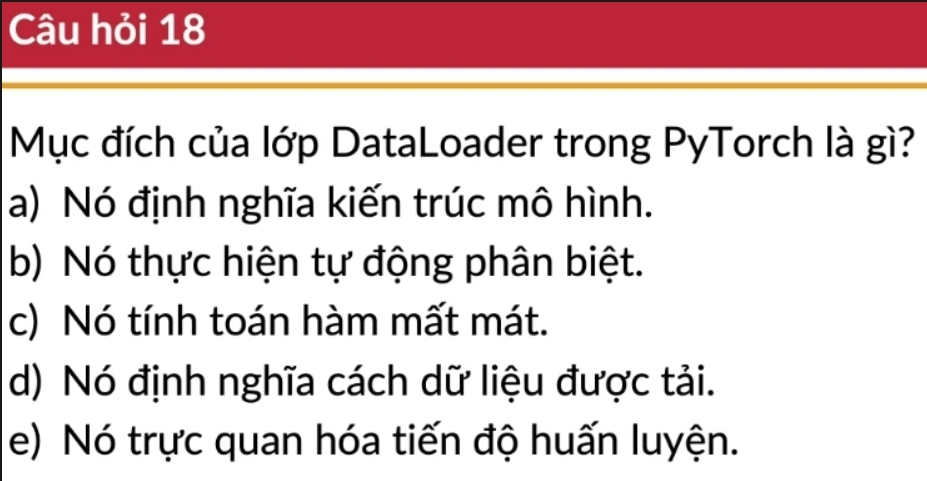 Câu hỏi 18
Mục đích của lớp DataLoader trong PyTorch là gì?
a) Nó định nghĩa kiến trúc mô hình.
b) Nó thực hiện tự động phân biệt.
c) Nó tính toán hàm mất mát.
d) Nó định nghĩa cách dữ liệu được tải.
e) Nó trực quan hóa tiến độ huấn luyện.